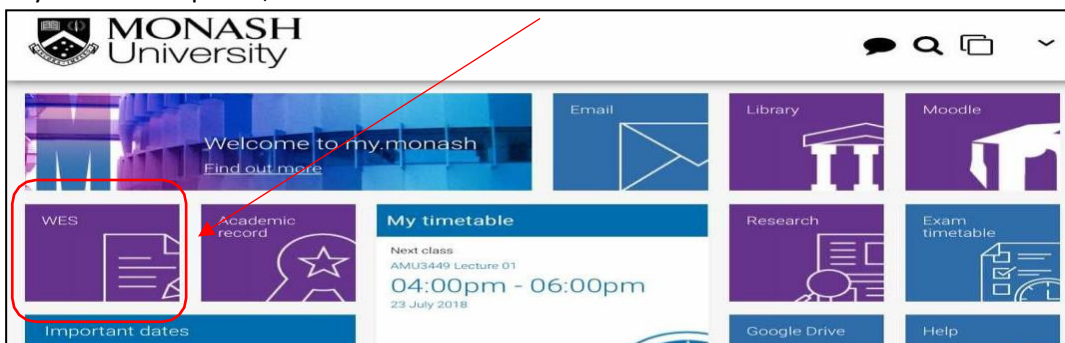 MONASH
University
Welcome to my.monash
Find out more
Email
Library
Moodle
WES
Academic
record
My timetable
Next class
AMU3449 Lecture 01
04:00pm - 06:00pm
23 July 2018
Research
Exam
timetable
Important dates
Google Drive
Help